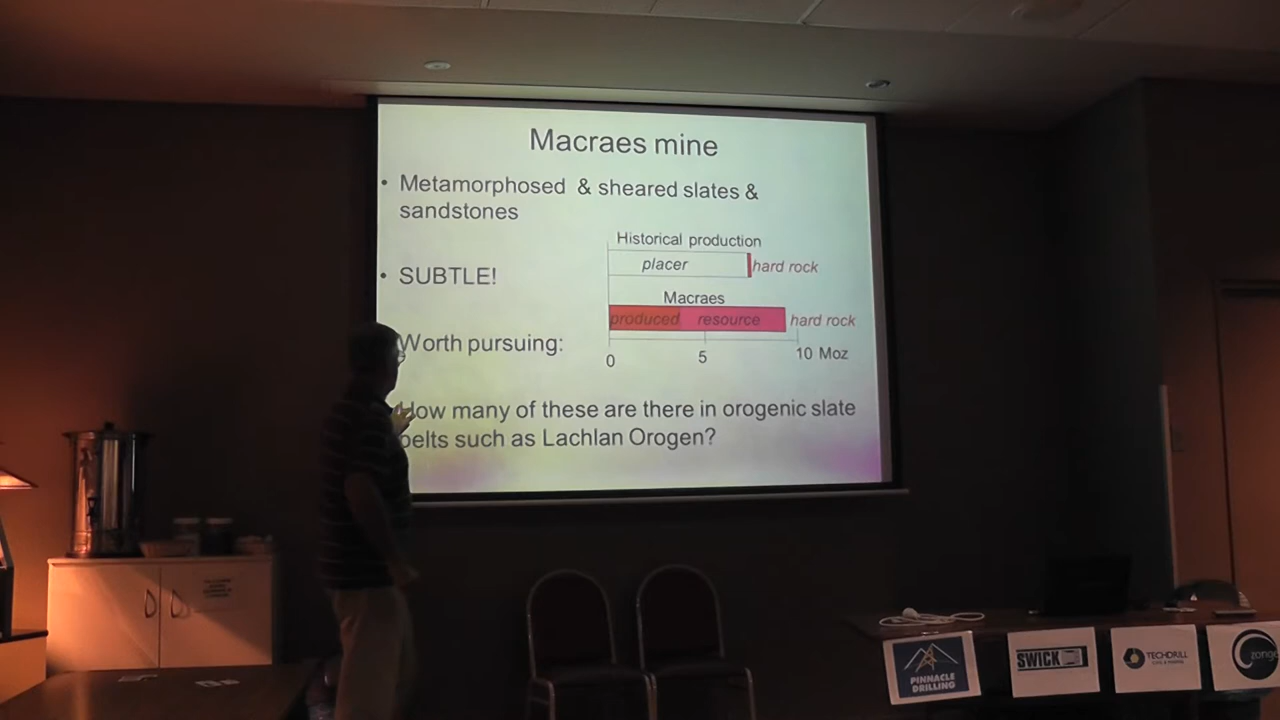 Macraes mine
• Metamorphosed & sheared slates &
sandstones
Historical production
placer hard rock
• SUBTLE!
Macraes
produced resource hard rock
Worth pursuing:
0 5 10 Moz
How many of these are there in orogenic slate
belts such as Lachlan Orogen?
PINNACLE
DRILLING
SWICK
TECHDRILL